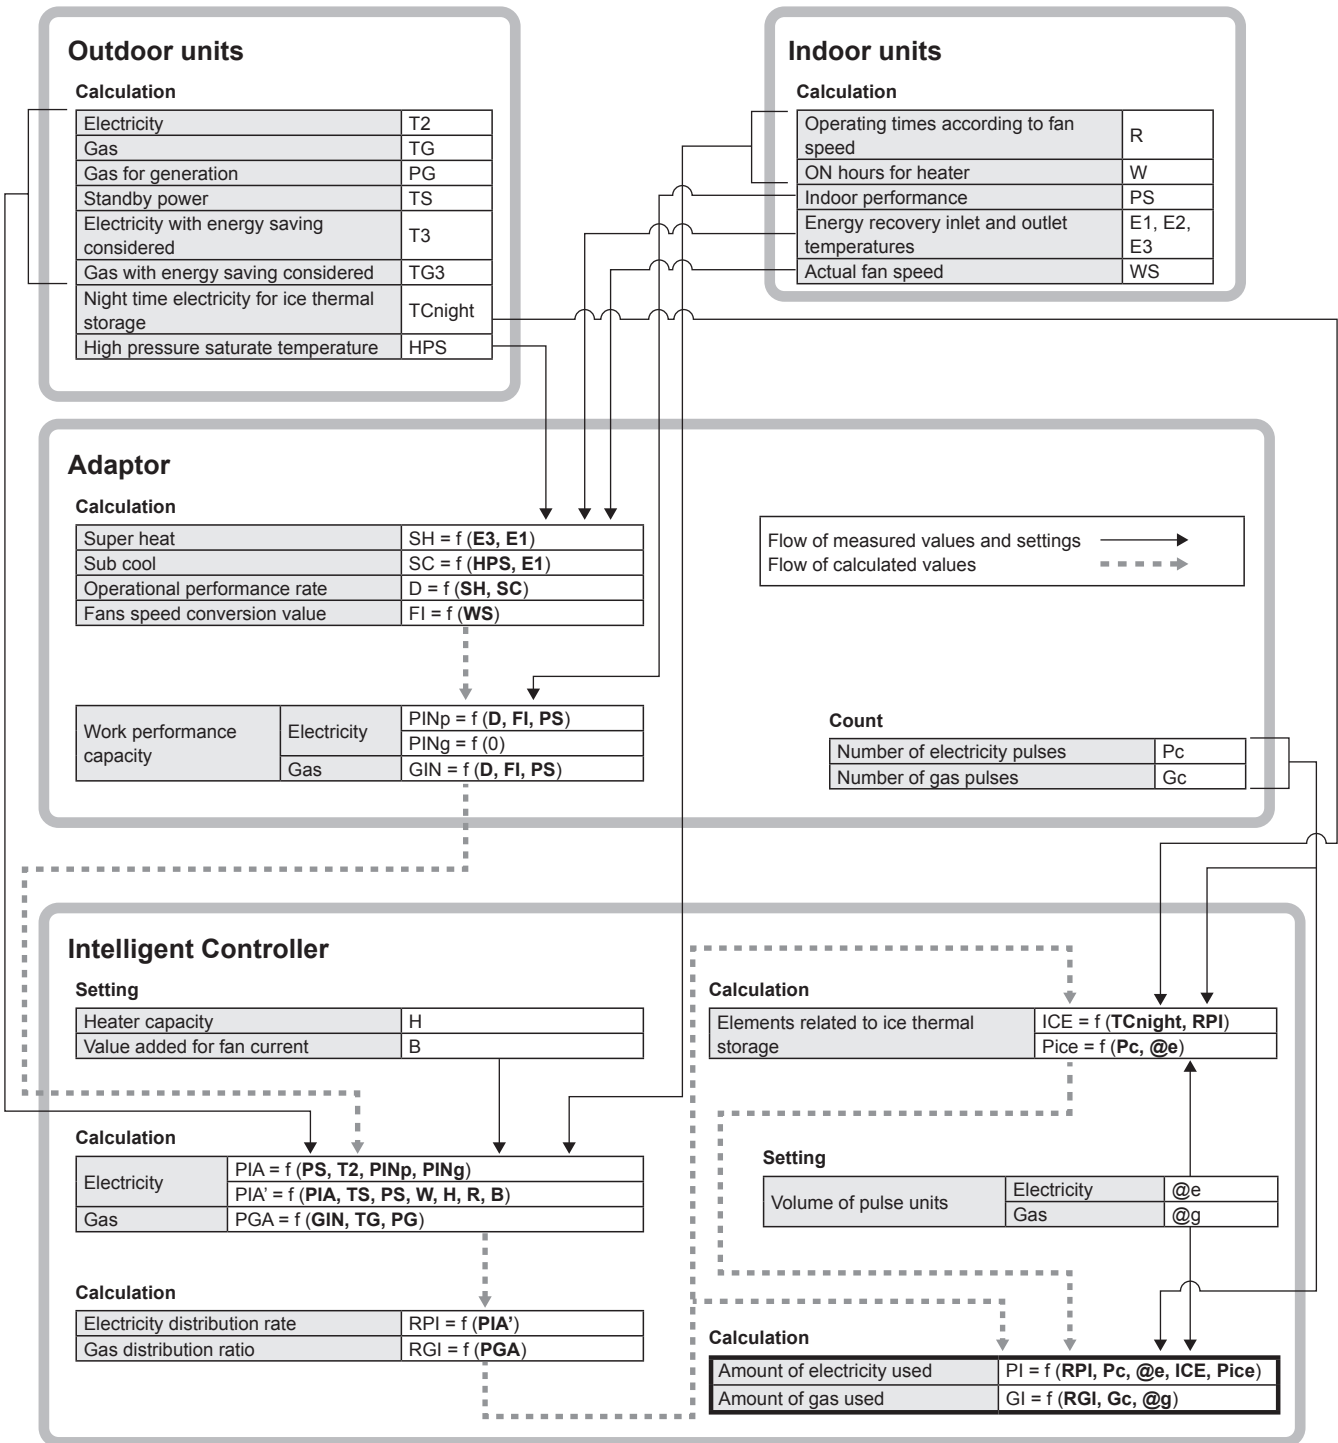 Outdoor units
Calculation
Electricity T2
Gas TG
Gas for generation PG
Standby power TS
Electricity with energy saving
considered T3
Gas with energy saving considered TG3
Night time electricity for ice thermal
storage TCnight
High pressure saturate temperature HPS
Indoor units
Calculation
Operating times according to fan
speed R
ON hours for heater W
Indoor performance PS
Energy recovery inlet and outlet E1, E2,
temperatures E3
Actual fan speed WS
Adaptor
Calculation
Super heat SH = f (E3, E1)
Sub cool SC = f (HPS, E1)
Operational performance rate D = f (SH, SC)
Fans speed conversion value FI = f (WS)
Flow of measured values and settings
Flow of calculated values
Work performance
capacity
Electricity PINp = f (D, FI, PS)
PINg = f (0)
Gas GIN = f (D, FI, PS)
Count
Number of electricity pulses Pc
Number of gas pulses Gc
Intelligent Controller
Setting
Heater capacity H
Value added for fan current B
Calculation
Electricity PIA = f (PS, T2, PINp, PINg)
PIA’ = f (PIA, TS, PS, W, H, R, B)
Gas PGA = f (GIN, TG, PG)
Calculation
Electricity distribution rate RPI = f (PIA’)
Gas distribution ratio RGI = f (PGA)
Calculation
Elements related to ice thermal ICE = f (TCnight, RPI)
storage Pice = f (Pc, @e)
Setting
Volume of pulse units Electricity @e
Gas @g
Calculation
Amount of electricity used PI = f (RPI, Pc, @e, ICE, Pice)
Amount of gas used GI = f (RGI, Gc, @g)